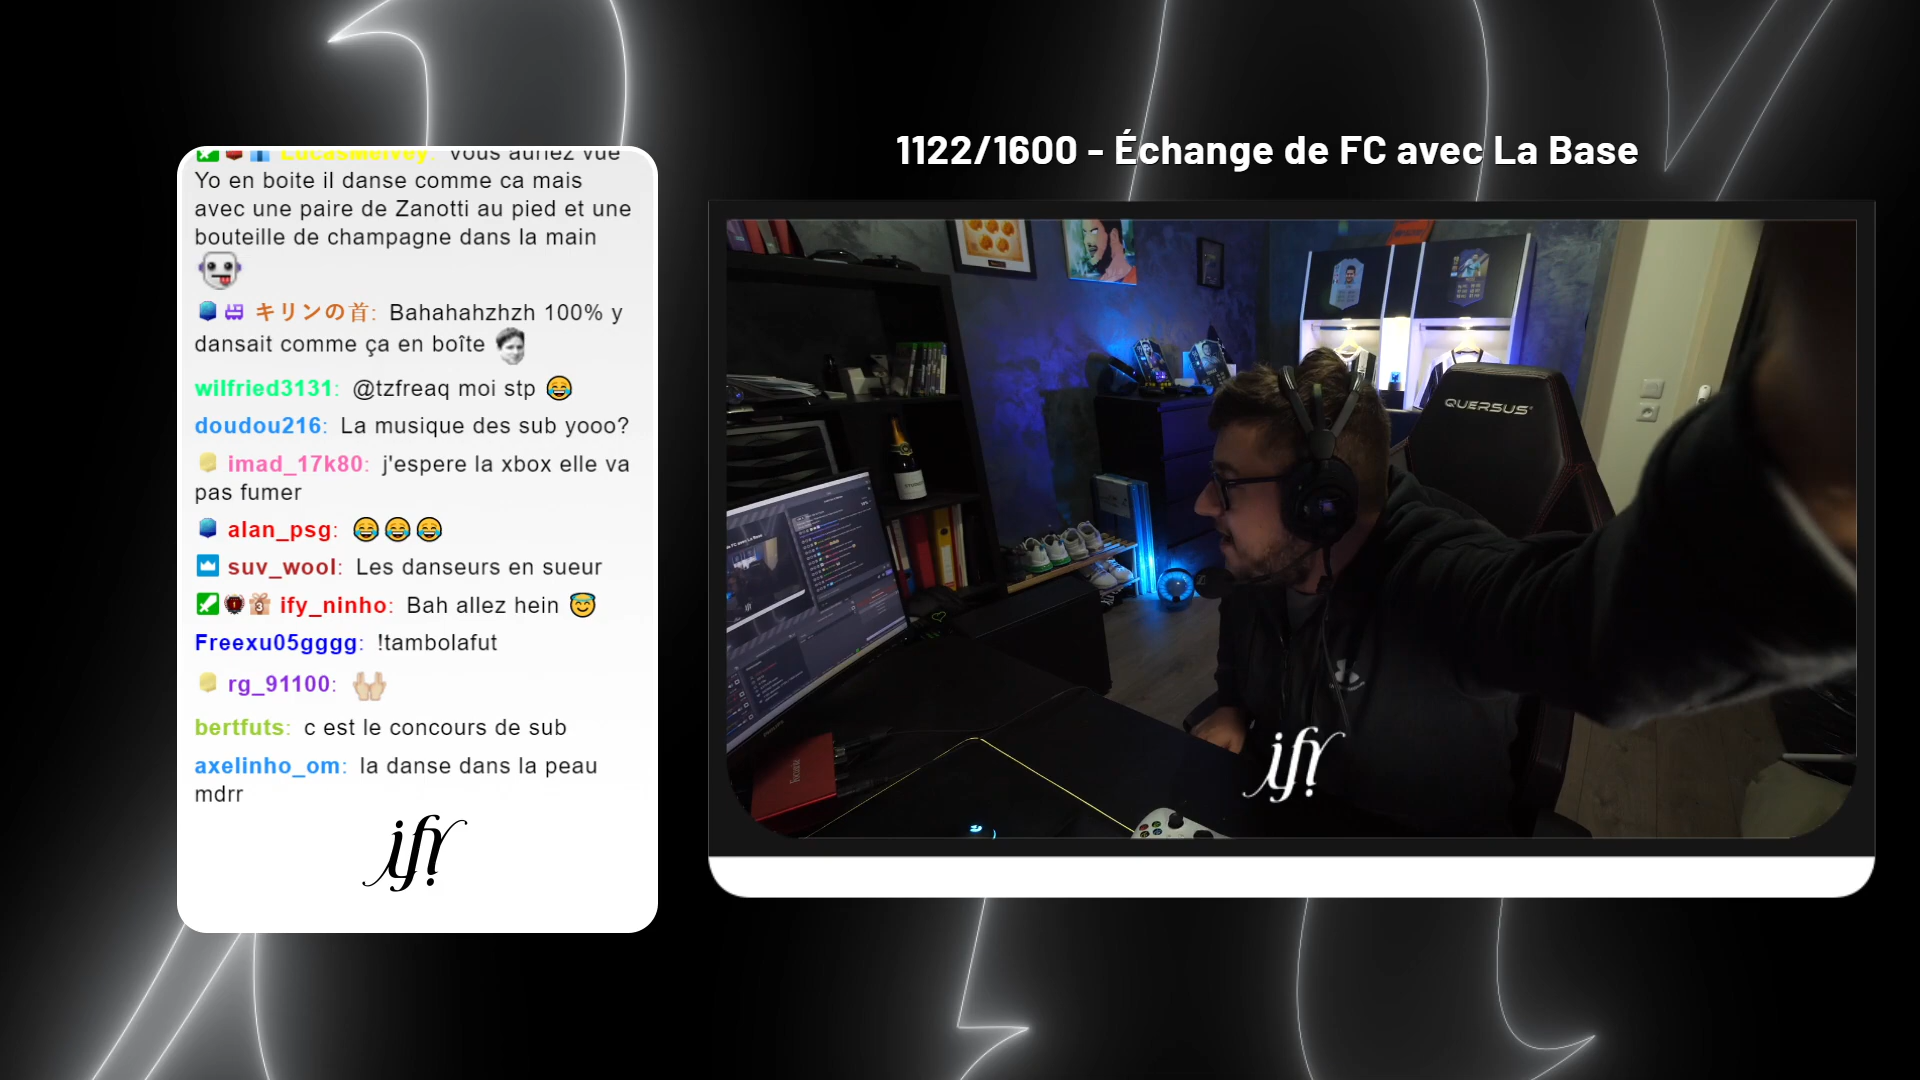 1122/1600 - Échange de FC avec La Base
LucasMelvey: vous auriez vue
Yo en boite il danse comme ca mais
avec une paire de Zanotti au pied et une
bouteille de champagne dans la main
キリンの首: Bahahahzhzh 100% y
dansait comme ça en boîte
wilfried3131: @tzfreaq moi stp 😂
doudou216: La musique des sub yooo?
imad_17k80: j'espere la xbox elle va
pas fumer
alan_psg: 😂😂😂
suv_wool: Les danseurs en sueur
ify_ninho: Bah allez hein 😇
Freexu05gggg: !tambolafut
rg_91100:
bertfuts: c est le concours de sub
axelinho_om: la danse dans la peau
mdrr
ify
QUERSUS
ify